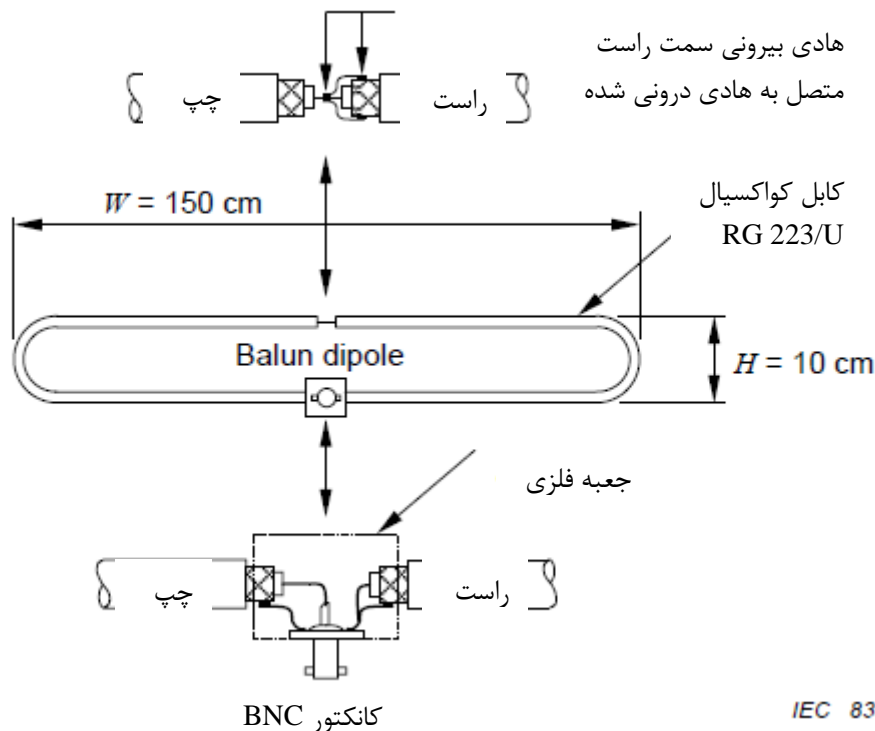 هادی بیرونی سمت راست
متصل به هادی درونی شده
چپ
راست
W = 150 cm
کابل کواکسیال
RG 223/U
Balun dipole
H = 10 cm
جعبه فلزی
چپ
راست
کانکتور BNC
IEC 83